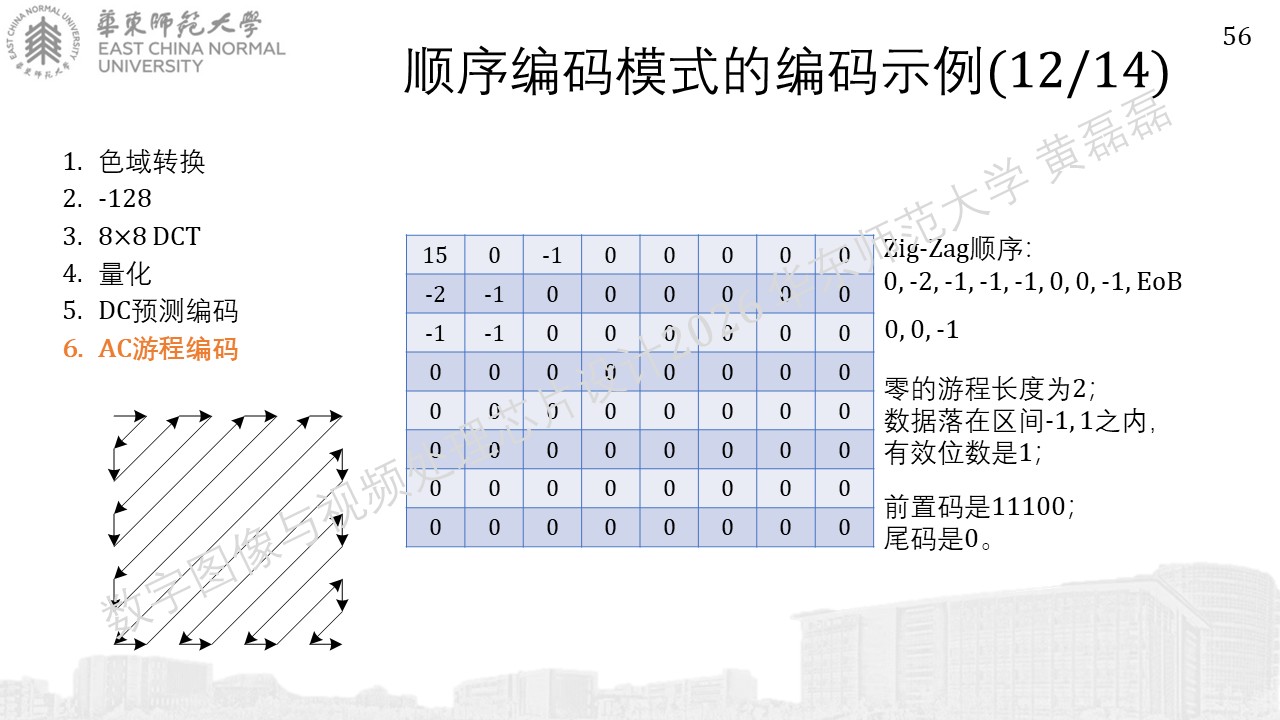 華東師範大學
EAST CHINA NORMAL
UNIVERSITY
56
顺序编码模式的编码示例(12/14)
1. 色域转换
2. -128
3. 8×8 DCT
4. 量化
5. DC预测编码
6. AC游程编码
15 0 -1 0 0 0 0 0
-2 -1 0 0 0 0 0 0
-1 -1 0 0 0 0 0 0
0 0 0 0 0 0 0 0
0 0 0 0 0 0 0 0
0 0 0 0 0 0 0 0
0 0 0 0 0 0 0 0
0 0 0 0 0 0 0 0
Zig-Zag顺序:
0, -2, -1, -1, -1, 0, 0, -1, EoB
0, 0, -1
零的游程长度为2;
数据落在区间-1, 1之内,
有效位数是1;
前置码是11100;
尾码是0。
数字图像与视频处理芯片设计2026 华东师范大学 黄磊磊